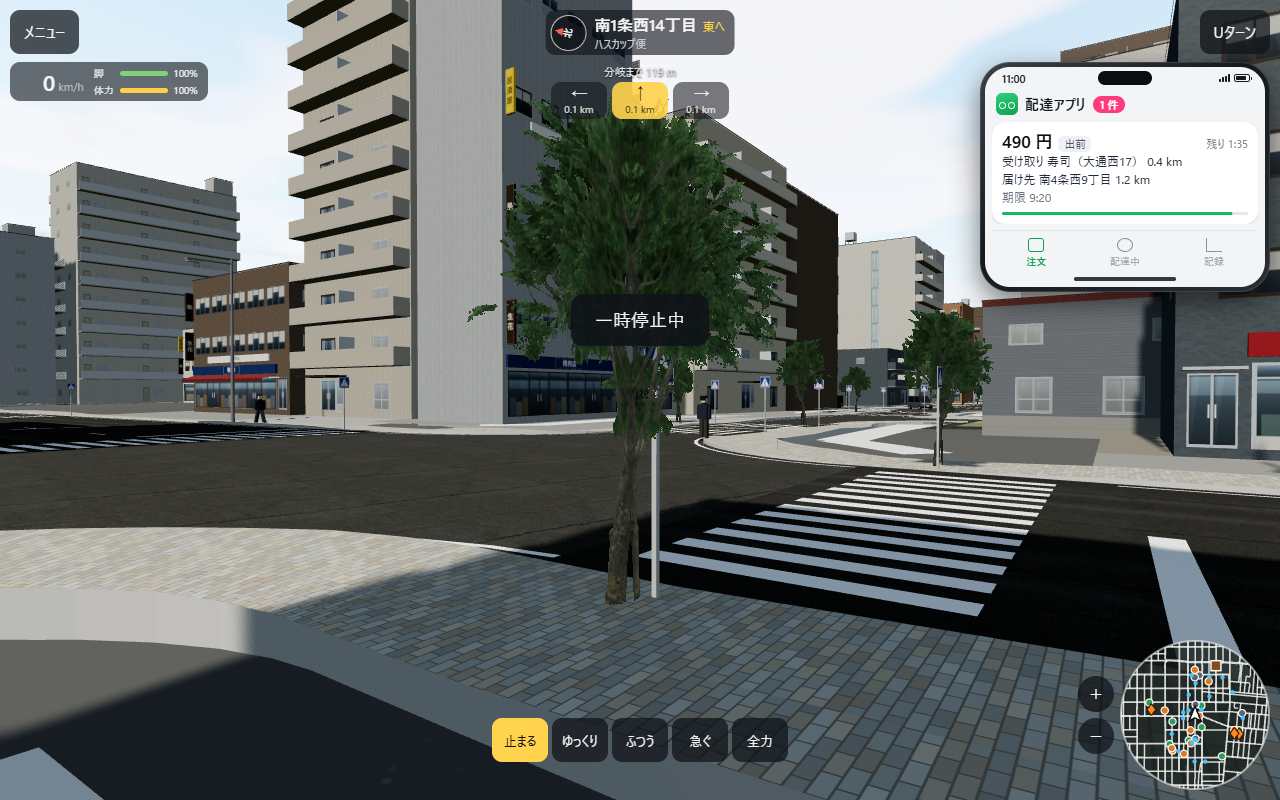 メニュー
0 km/h
脚 100%
体力 100%
南1条西14丁目 東へ
ハスカップ便
分岐まで 119 m
← 0.1 km
↑ 0.1 km
→ 0.1 km
Uターン
11:00
配達アプリ 1 件
490 円 出前 残り 1:35
受け取り 寿司（大通西17） 0.4 km
届け先 南4条西9丁目 1.2 km
期限 9:20
注文
配達中
記録
居酒屋
生花
一時停止中
止まる
ゆっくり
ふつう
急ぐ
全力
+
−